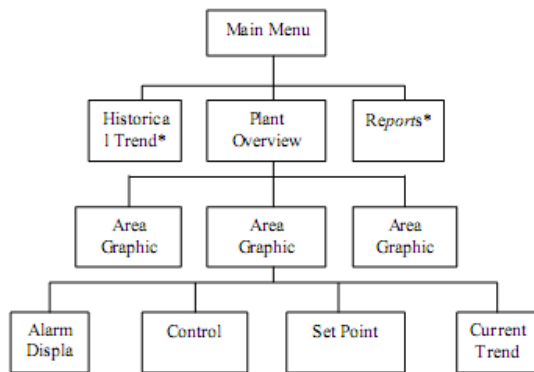 Main Menu
Historica
l Trend*
Plant
Overview
Reports*
Area
Graphic
Area
Graphic
Area
Graphic
Alarm
Displa
Control
Set Point
Current
Trend